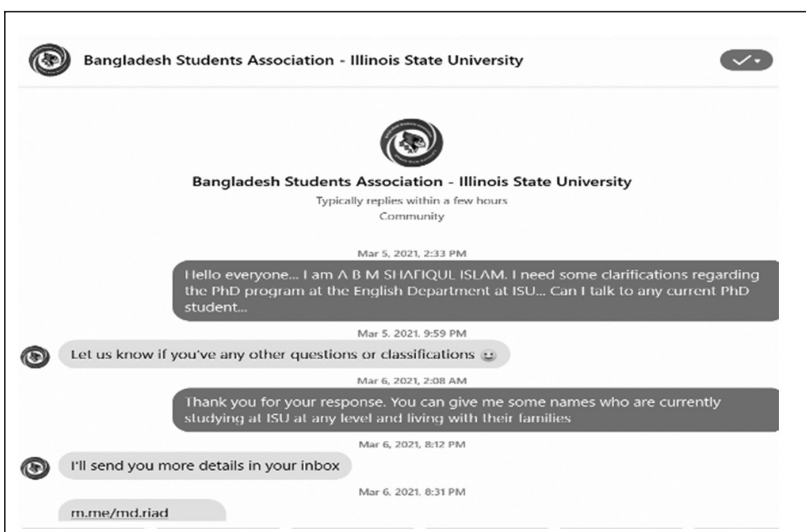 Bangladesh Students Association - Illinois State University
Bangladesh Students Association - Illinois State University
Typically replies within a few hours
Community
Mar 5, 2021, 2:33 PM
Hello everyone... I am A B M SHAFIQUL ISLAM. I need some clarifications regarding
the PhD program at the English Department at ISU... Can I talk to any current PhD
student...
Mar 5, 2021, 9:59 PM
Let us know if you've any other questions or classifications 🙂
Mar 6, 2021, 2:08 AM
Thank you for your response. You can give me some names who are currently
studying at ISU at any level and living with their families
Mar 6, 2021, 8:12 PM
I'll send you more details in your inbox
Mar 6, 2021, 8:31 PM
m.me/md.riad